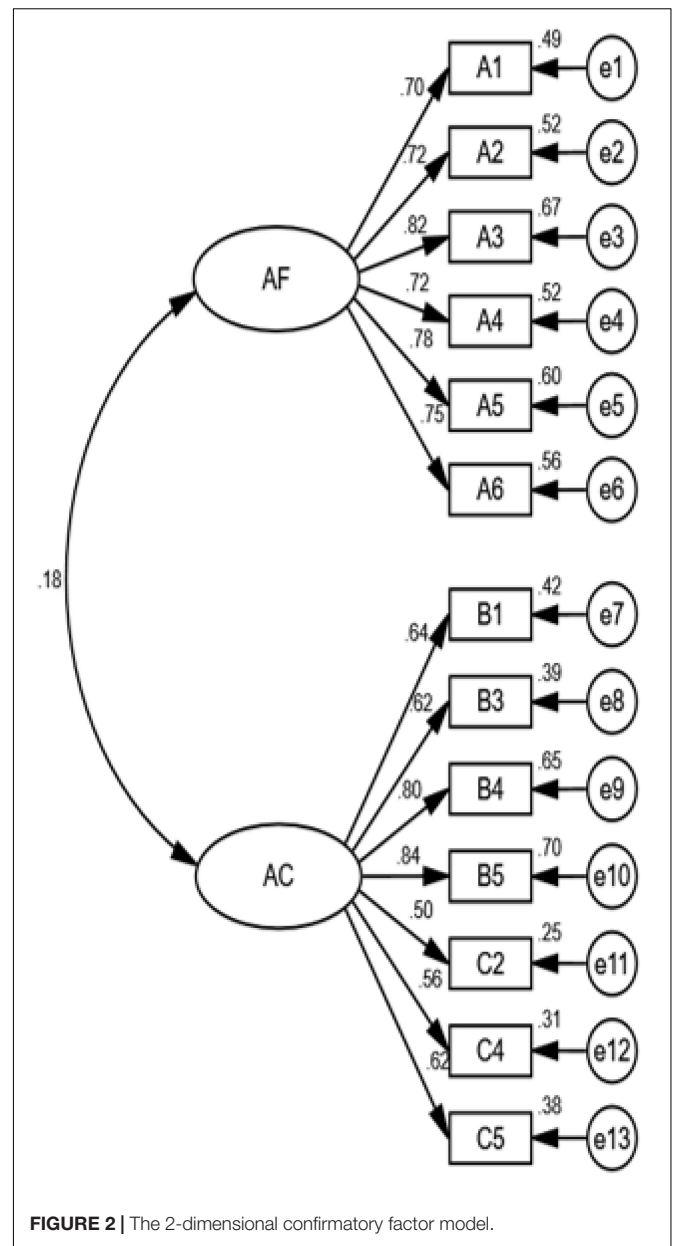 .49
A1 e1
.70
.52
A2 e2
.72
.67
A3 e3
.82
AF
.72
.52
A4 e4
.78
.60
A5 e5
.75
.56
A6 e6
.18
.42
B1 e7
.64
.39
B3 e8
.62
.65
B4 e9
.80
.70
.84
AC B5 e10
.50
.25
C2 e11
.56
.31
C4 e12
.62
.38
C5 e13
FIGURE 2 | The 2-dimensional confirmatory factor model.